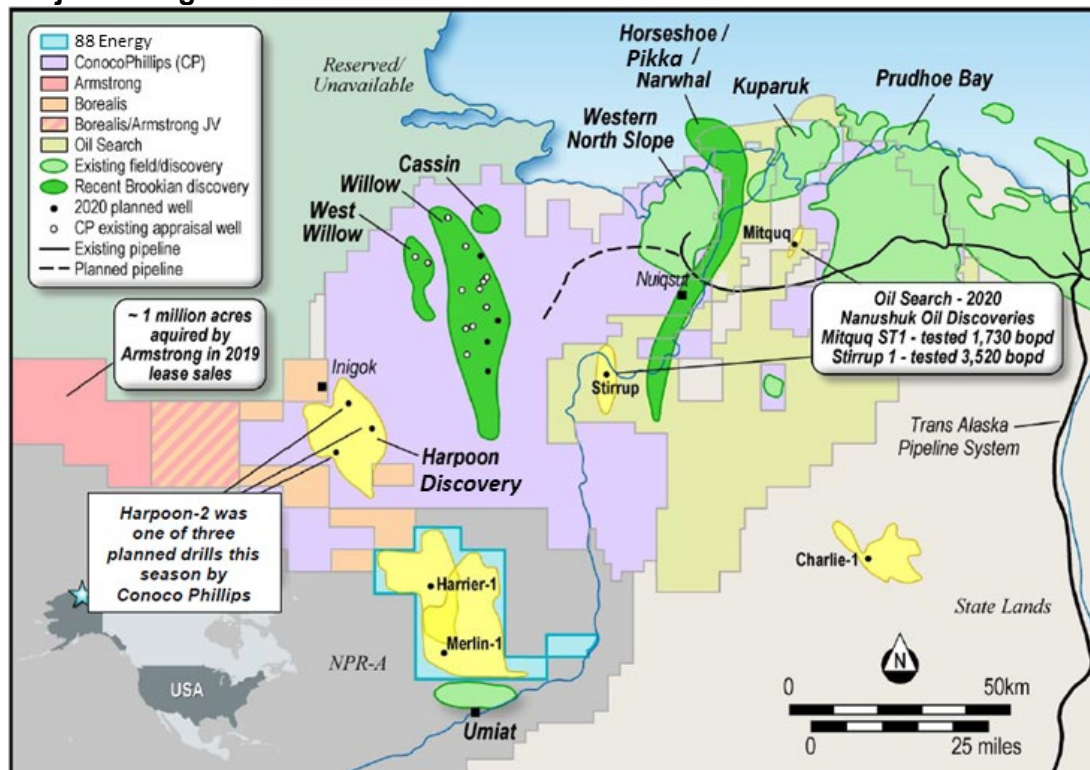 88 Energy
ConocoPhillips (CP)
Armstrong
Borealis
Borealis/Armstrong JV
Oil Search
Existing field/discovery
Recent Brookian discovery
2020 planned well
CP existing appraisal well
Existing pipeline
Planned pipeline
Reserved/
Unavailable
Horseshoe /
Pikka /
Narwhal
Kuparuk
Prudhoe Bay
Western
North Slope
Cassin
Willow
West
Willow
Mitquq
Nuiqsut
~ 1 million acres
aquired by
Armstrong in 2019
lease sales
Oil Search - 2020
Nanushuk Oil Discoveries
Mitquq ST1 - tested 1,730 bopd
Stirrup 1 - tested 3,520 bopd
Inigok
Stirrup
Trans Alaska
Pipeline System
Harpoon
Discovery
Harpoon-2 was
one of three
planned drills this
season by
Conoco Phillips
Harrier-1
Charlie-1
State Lands
Merlin-1
NPR-A
USA
Umiat
N
0 50km
0 25 miles